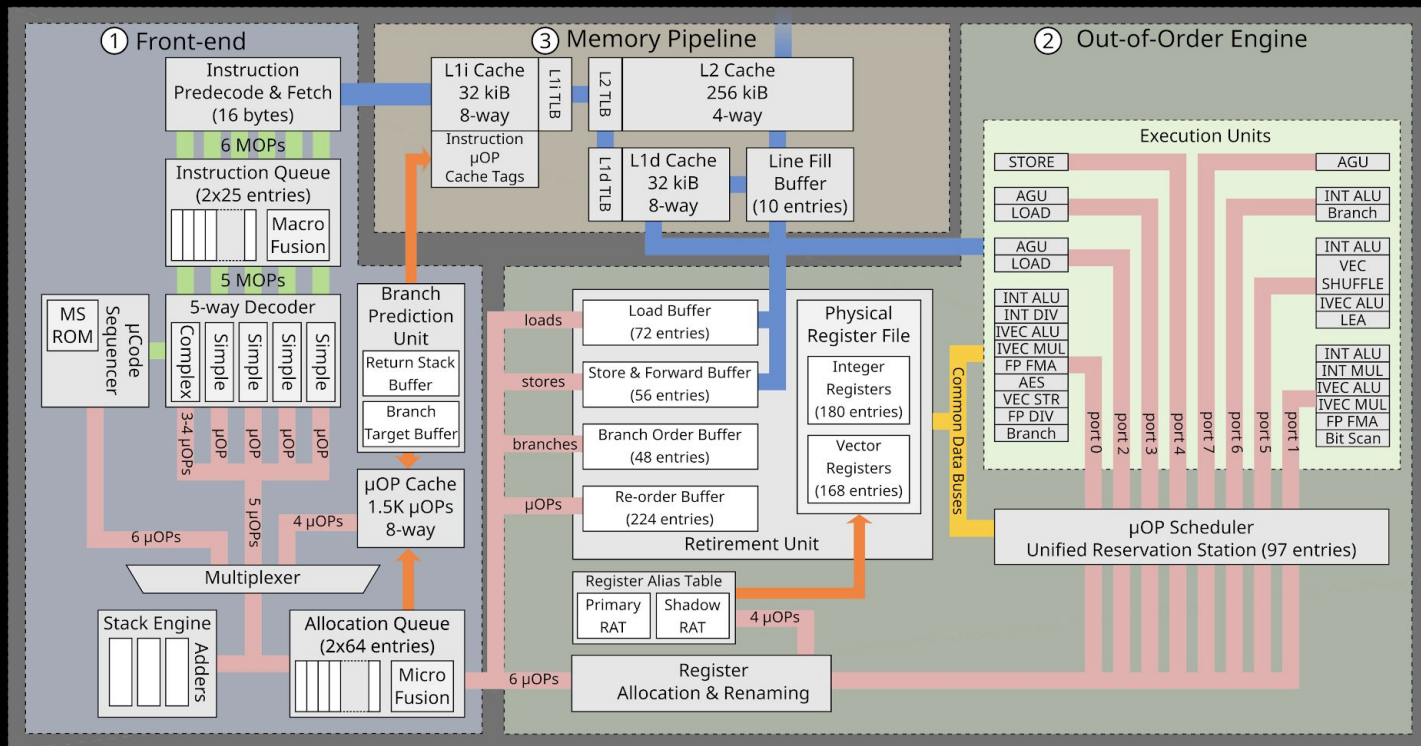 1 Front-end
Instruction
Predecode & Fetch
(16 bytes)
6 MOPs
Instruction Queue
(2x25 entries)
Macro
Fusion
5 MOPs
MS
ROM
µCode
Sequencer
5-way Decoder
Complex
Simple
Simple
Simple
Simple
3-4 µOPs
µOP
µOP
µOP
µOP
Branch
Prediction
Unit
Return Stack
Buffer
Branch
Target Buffer
µOP Cache
1.5K µOPs
8-way
6 µOPs
5 µOPs
4 µOPs
Multiplexer
Stack Engine
Adders
Allocation Queue
(2x64 entries)
Micro
Fusion
3 Memory Pipeline
L1i Cache
32 kiB
8-way
L1i TLB
Instruction
µOP
Cache Tags
L2 TLB
L2 Cache
256 kiB
4-way
L1d TLB
L1d Cache
32 kiB
8-way
Line Fill
Buffer
(10 entries)
2 Out-of-Order Engine
loads
Load Buffer
(72 entries)
stores
Store & Forward Buffer
(56 entries)
branches
Branch Order Buffer
(48 entries)
µOPs
Re-order Buffer
(224 entries)
Physical
Register File
Integer
Registers
(180 entries)
Vector
Registers
(168 entries)
Retirement Unit
Register Alias Table
Primary
RAT
Shadow
RAT
4 µOPs
6 µOPs
Register
Allocation & Renaming
Common Data Buses
Execution Units
STORE
AGU
LOAD
AGU
LOAD
INT ALU
INT DIV
IVEC ALU
IVEC MUL
FP FMA
AES
VEC STR
FP DIV
Branch
AGU
INT ALU
Branch
INT ALU
VEC
SHUFFLE
IVEC ALU
LEA
INT ALU
INT MUL
IVEC ALU
IVEC MUL
FP FMA
Bit Scan
port 0
port 2
port 3
port 4
port 7
port 6
port 5
port 1
µOP Scheduler
Unified Reservation Station (97 entries)